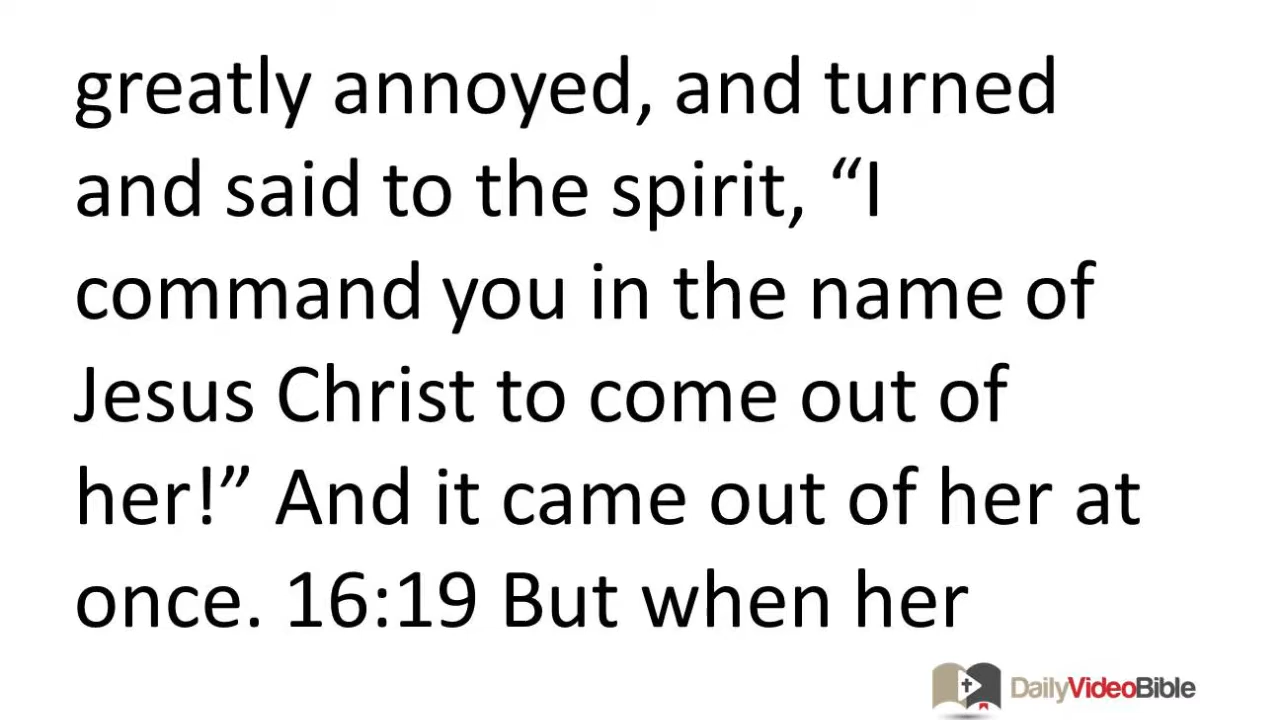 greatly annoyed, and turned
and said to the spirit, “I
command you in the name of
Jesus Christ to come out of
her!” And it came out of her at
once. 16:19 But when her
DailyVideoBible